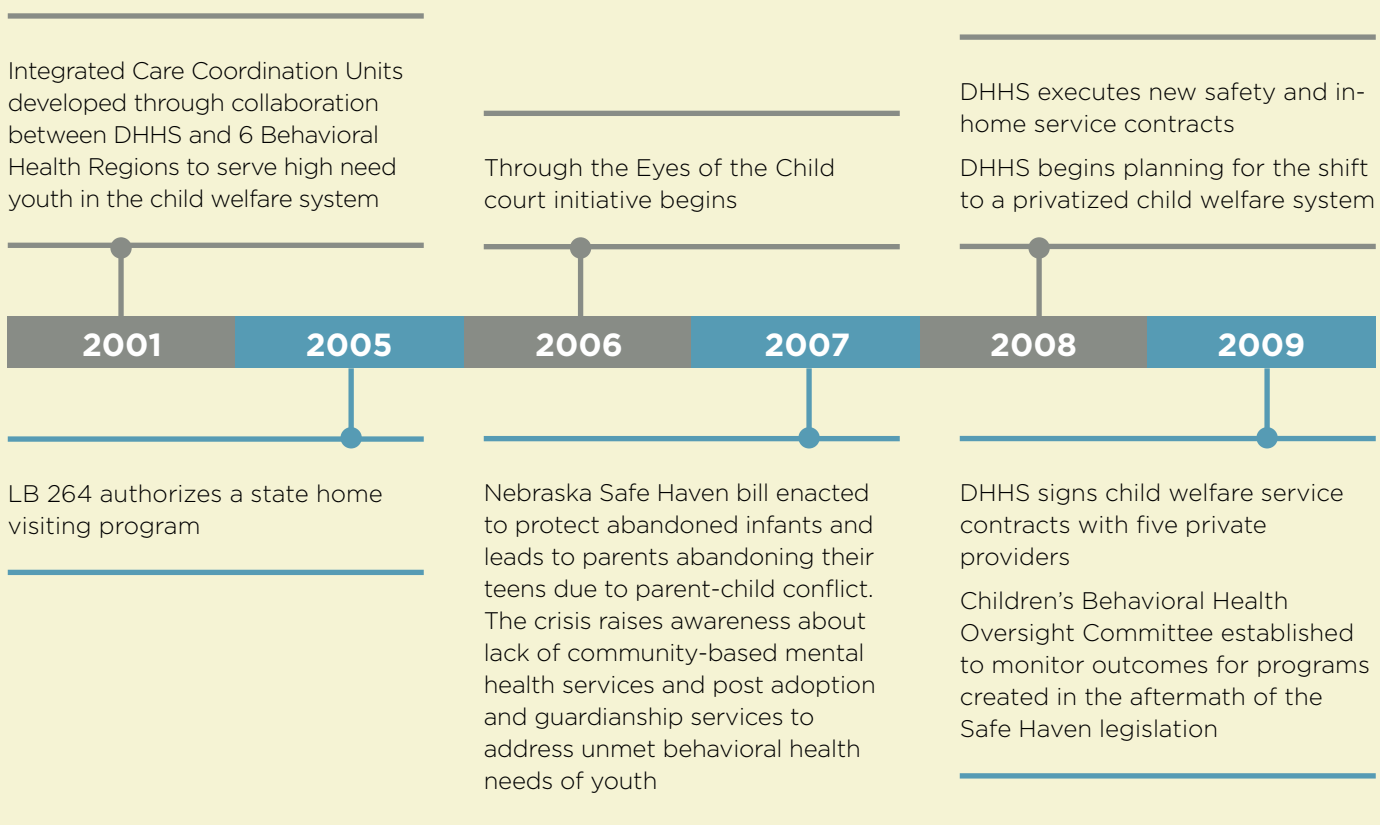 Integrated Care Coordination Units
developed through collaboration
between DHHS and 6 Behavioral
Health Regions to serve high need
youth in the child welfare system
Through the Eyes of the Child
court initiative begins
DHHS executes new safety and in-
home service contracts
DHHS begins planning for the shift
to a privatized child welfare system
2001
2005
2006
2007
2008
2009
LB 264 authorizes a state home
visiting program
Nebraska Safe Haven bill enacted
to protect abandoned infants and
leads to parents abandoning their
teens due to parent-child conflict.
The crisis raises awareness about
lack of community-based mental
health services and post adoption
and guardianship services to
address unmet behavioral health
needs of youth
DHHS signs child welfare service
contracts with five private
providers
Children’s Behavioral Health
Oversight Committee established
to monitor outcomes for programs
created in the aftermath of the
Safe Haven legislation